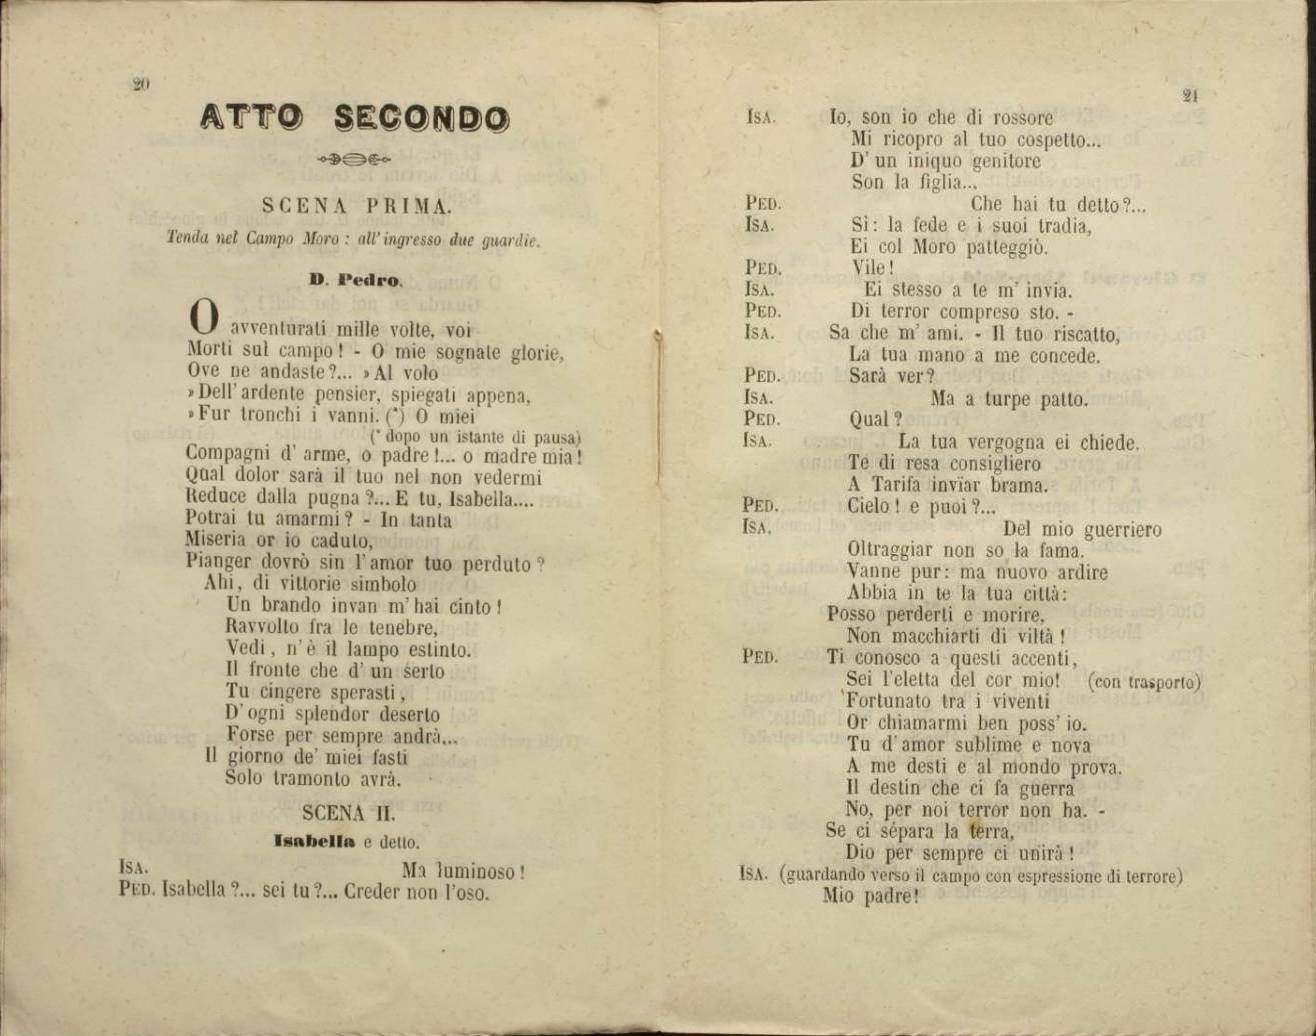 20
ATTO SECONDO
SCENA PRIMA.
Tenda nel Campo Moro : all' ingresso due guardie.
D. Pedro.
O avventurati mille volte, voi
Morti sul campo! - O mie sognate glorie,
Ove ne andaste?... » Al volo
» Dell' ardente pensier, spiegati appena,
» Fur tronchi i vanni. (*) O miei
(* dopo un istante di pausa)
Compagni d' arme, o padre!... o madre mia!
Qual dolor sarà il tuo nel non vedermi
Reduce dalla pugna?... E tu, Isabella....
Potrai tu amarmi? - In tanta
Miseria or io caduto,
Pianger dovrò sin l'amor tuo perduto?
Ahi, di vittorie simbolo
Un brando invan m' hai cinto!
Ravvolto fra le tenebre,
Vedi, n' è il lampo estinto.
Il fronte che d' un serto
Tu cingere sperasti,
D' ogni splendor deserto
Forse per sempre andrà...
Il giorno de' miei fasti
Solo tramonto avrà.
SCENA II.
Isabella e detto.
ISA. Ma luminoso!
PED. Isabella?... sei tu?... Creder non l'oso.
21
ISA. Io, son io che di rossore
Mi ricopro al tuo cospetto...
D' un iniquo genitore
Son la figlia...
PED. Che hai tu detto?...
ISA. Si: la fede e i suoi tradia,
Ei col Moro patteggiò.
PED. Vile!
ISA. Ei stesso a te m' invia.
PED. Di terror compreso sto. -
ISA. Sa che m' ami. - Il tuo riscatto,
La tua mano a me concede.
PED. Sarà ver?
ISA. Ma a turpe patto.
PED. Qual?
ISA. La tua vergogna ei chiede.
Te di resa consigliero
A Tarifa invïar brama.
PED. Cielo! e puoi?...
ISA. Del mio guerriero
Oltraggiar non so la fama.
Vanne pur: ma nuovo ardire
Abbia in te la tua città:
Posso perderti e morire,
Non macchiarti di viltà!
PED. Ti conosco a questi accenti,
Sei l'eletta del cor mio! (con trasporto)
Fortunato tra i viventi
Or chiamarmi ben poss' io.
Tu d' amor sublime e nova
A me desti e al mondo prova.
Il destin che ci fa guerra
No, per noi terror non ha. -
Se ci sépara la terra,
Dio per sempre ci unirà!
ISA. (guardando verso il campo con espressione di terrore)
Mio padre!